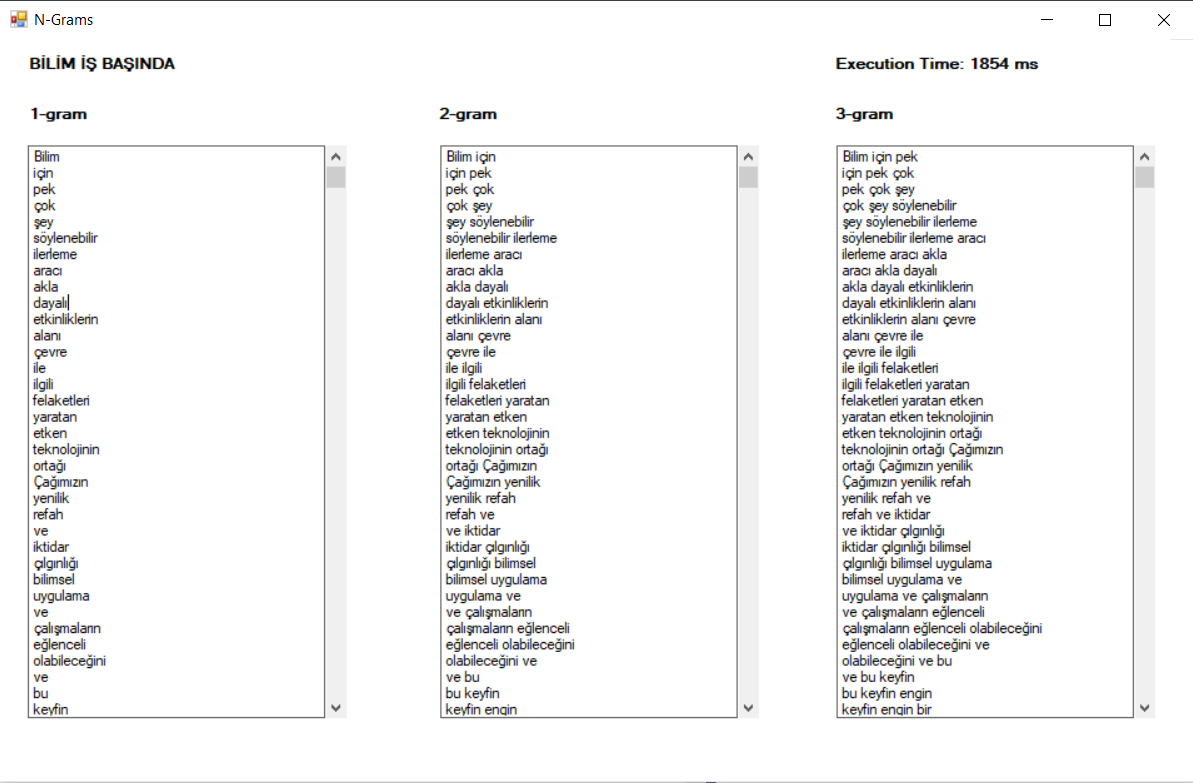 N-Grams
BİLİM İŞ BAŞINDA
Execution Time: 1854 ms
1-gram
Bilim
için
pek
çok
şey
söylenebilir
ilerleme
aracı
akla
dayalı
etkinliklerin
alanı
çevre
ile
ilgili
felaketleri
yaratan
etken
teknolojinin
ortağı
Çağımızın
yenilik
refah
ve
iktidar
çılgınlığı
bilimsel
uygulama
ve
çalışmaların
eğlenceli
olabileceğini
ve
bu
keyfin
2-gram
Bilim için
için pek
pek çok
çok şey
şey söylenebilir
söylenebilir ilerleme
ilerleme aracı
aracı akla
akla dayalı
dayalı etkinliklerin
etkinliklerin alanı
alanı çevre
çevre ile
ile ilgili
ilgili felaketleri
felaketleri yaratan
yaratan etken
etken teknolojinin
teknolojinin ortağı
ortağı Çağımızın
Çağımızın yenilik
yenilik refah
refah ve
ve iktidar
iktidar çılgınlığı
çılgınlığı bilimsel
bilimsel uygulama
uygulama ve
ve çalışmaların
çalışmaların eğlenceli
eğlenceli olabileceğini
olabileceğini ve
ve bu
bu keyfin
keyfin engin
3-gram
Bilim için pek
için pek çok
pek çok şey
çok şey söylenebilir
şey söylenebilir ilerleme
söylenebilir ilerleme aracı
ilerleme aracı akla
aracı akla dayalı
akla dayalı etkinliklerin
dayalı etkinliklerin alanı
etkinliklerin alanı çevre
alanı çevre ile
çevre ile ilgili
ile ilgili felaketleri
ilgili felaketleri yaratan
felaketleri yaratan etken
yaratan etken teknolojinin
etken teknolojinin ortağı
teknolojinin ortağı Çağımızın
ortağı Çağımızın yenilik
Çağımızın yenilik refah
yenilik refah ve
refah ve iktidar
ve iktidar çılgınlığı
iktidar çılgınlığı bilimsel
çılgınlığı bilimsel uygulama
bilimsel uygulama ve
uygulama ve çalışmaların
ve çalışmaların eğlenceli
çalışmaların eğlenceli olabileceğini
eğlenceli olabileceğini ve
olabileceğini ve bu
ve bu keyfin
bu keyfin engin
keyfin engin bir